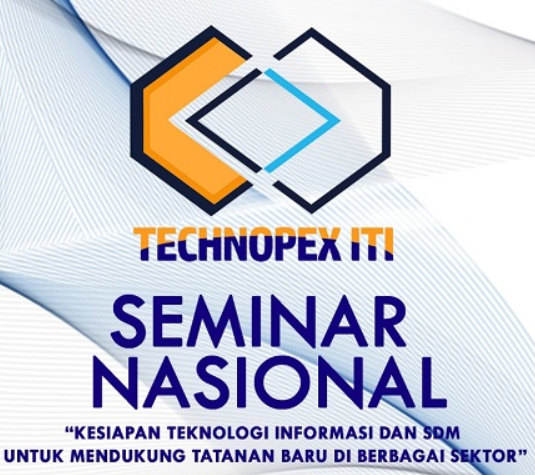 TECHNOPEX ITI
SEMINAR
NASIONAL
“KESIAPAN TEKNOLOGI INFORMASI DAN SDM
UNTUK MENDUKUNG TATANAN BARU DI BERBAGAI SEKTOR”